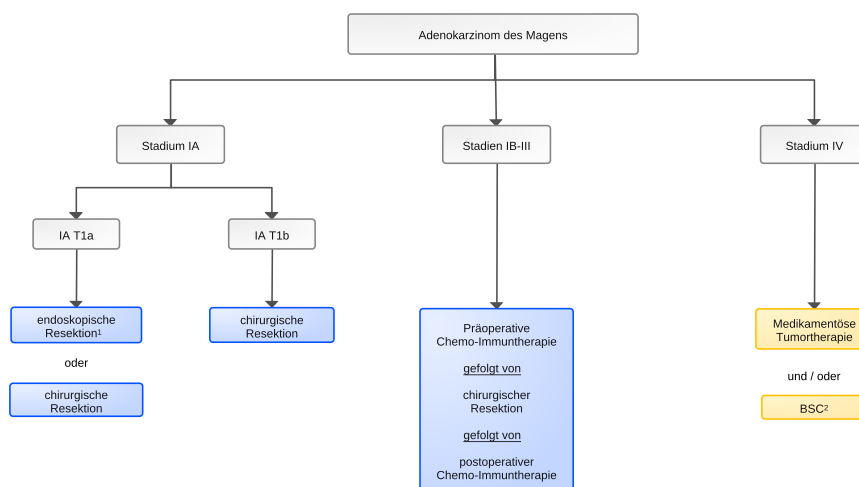 Adenokarzinom des Magens
Stadium IA
Stadien IB-III
Stadium IV
IA T1a
IA T1b
endoskopische
Resektion¹
oder
chirurgische
Resektion
chirurgische
Resektion
Präoperative
Chemo-Immuntherapie
gefolgt von
chirurgischer
Resektion
gefolgt von
postoperativer
Chemo-Immuntherapie
Medikamentöse
Tumortherapie
und / oder
BSC²